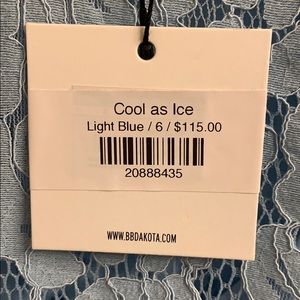 Cool as Ice
Light Blue / 6 / $115.00
20888435
WWW.BBDAKOTA.COM